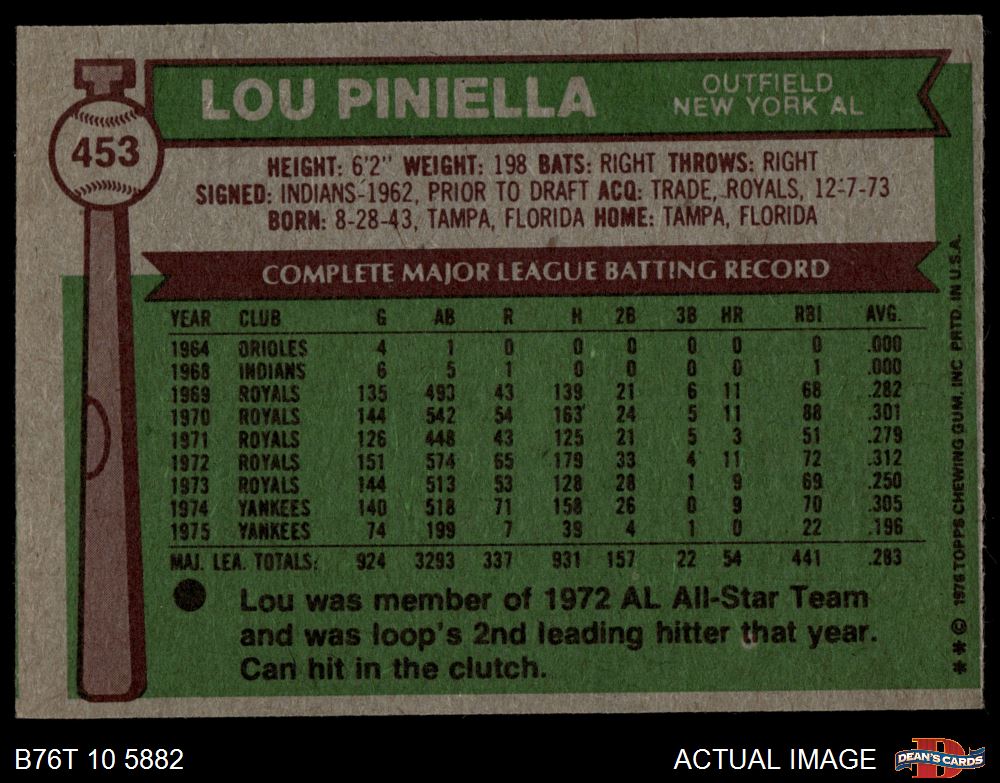 LOU PINIELLA
OUTFIELD
NEW YORK AL
453
HEIGHT: 6'2" WEIGHT: 198 BATS: RIGHT THROWS: RIGHT
SIGNED: INDIANS-1962, PRIOR TO DRAFT ACQ: TRADE, ROYALS, 12-7-73
BORN: 8-28-43, TAMPA, FLORIDA HOME: TAMPA, FLORIDA
COMPLETE MAJOR LEAGUE BATTING RECORD
YEAR CLUB G AB R H 2B 3B HR RBI AVG.
1964 ORIOLES 4 1 0 0 0 0 0 0 .000
1968 INDIANS 6 5 1 0 0 0 0 1 .000
1969 ROYALS 135 493 43 139 21 6 11 68 .282
1970 ROYALS 144 542 54 163 24 5 11 88 .301
1971 ROYALS 126 448 43 125 21 5 3 51 .279
1972 ROYALS 151 574 65 179 33 4 11 72 .312
1973 ROYALS 144 513 53 128 28 1 9 69 .250
1974 YANKEES 140 518 71 158 26 0 9 70 .305
1975 YANKEES 74 199 7 39 4 1 0 22 .196
MAJ. LEA. TOTALS: 924 3293 337 931 157 22 54 441 .283
Lou was member of 1972 AL All-Star Team
and was loop's 2nd leading hitter that year.
Can hit in the clutch.
** © 1976 TOPPS CHEWING GUM, INC PRTD. IN U.S.A.
B76T 10 5882
ACTUAL IMAGE
D
DEAN'S CARDS